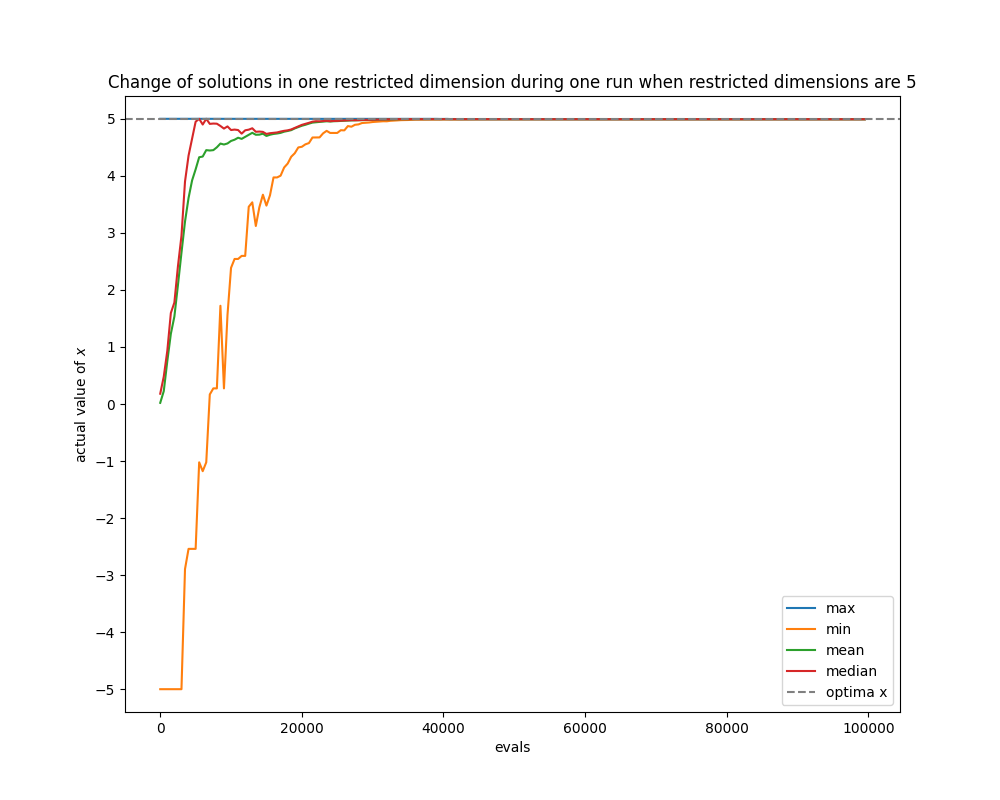 Change of solutions in one restricted dimension during one run when restricted dimensions are 5
5
4
3
2
1
0
−1
−2
−3
−4
−5
actual value of x
0
20000
40000
60000
80000
100000
evals
max
min
mean
median
optima x